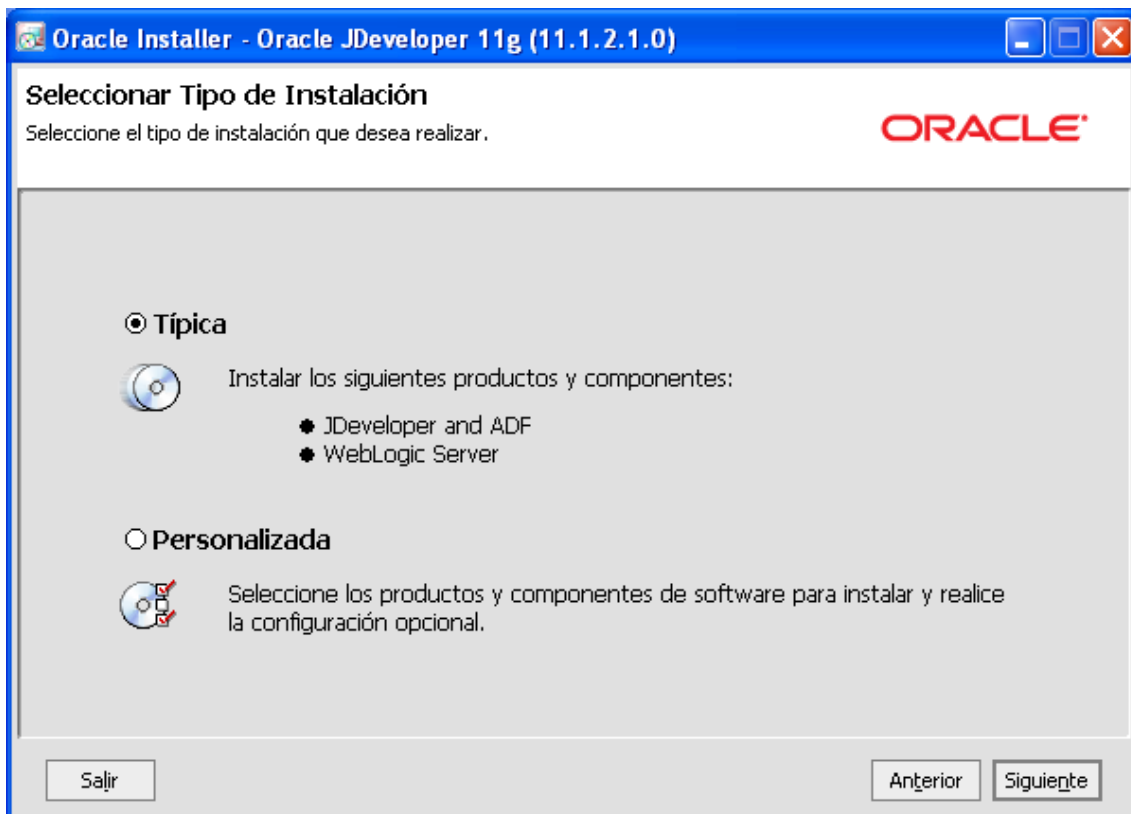 Oracle Installer - Oracle JDeveloper 11g (11.1.2.1.0)
Seleccionar Tipo de Instalación
Seleccione el tipo de instalación que desea realizar.
ORACLE
Típica
Instalar los siguientes productos y componentes:
JDeveloper and ADF
WebLogic Server
Personalizada
Seleccione los productos y componentes de software para instalar y realice
la configuración opcional.
Salir
Anterior
Siguiente